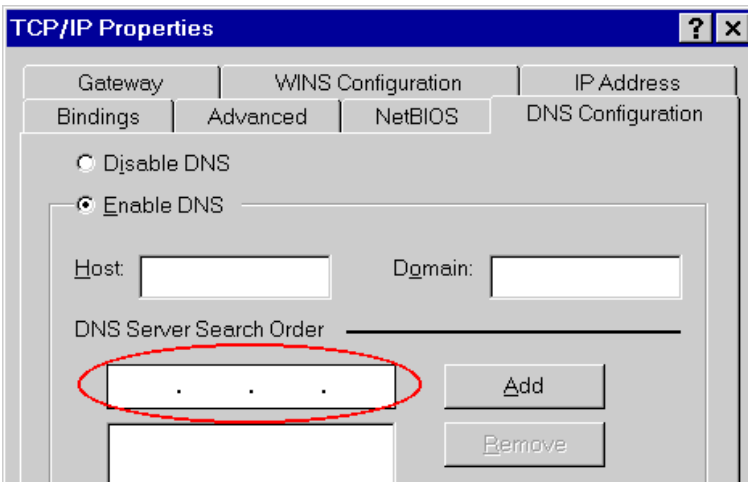 TCP/IP Properties ? ×
Gateway WINS Configuration IP Address
Bindings Advanced NetBIOS DNS Configuration
Disable DNS
Enable DNS
Host: Domain:
DNS Server Search Order
. . . Add
Remove